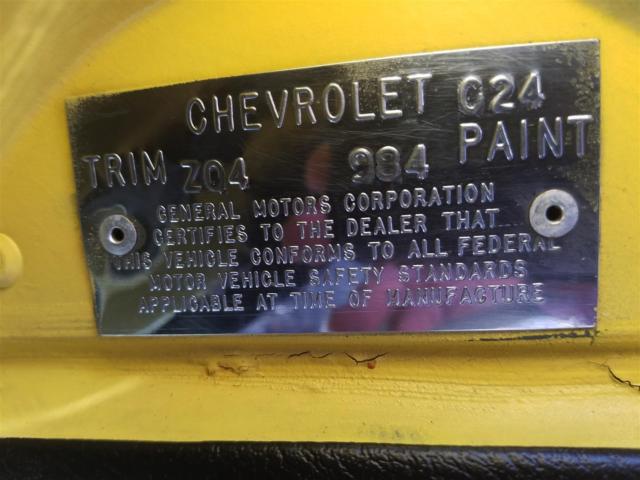 CHEVROLET C24
TRIM ZQ4 984 PAINT
GENERAL MOTORS CORPORATION
CERTIFIES TO THE DEALER THAT
THIS VEHICLE CONFORMS TO ALL FEDERAL
MOTOR VEHICLE SAFETY STANDARDS
APPLICABLE AT TIME OF MANUFACTURE